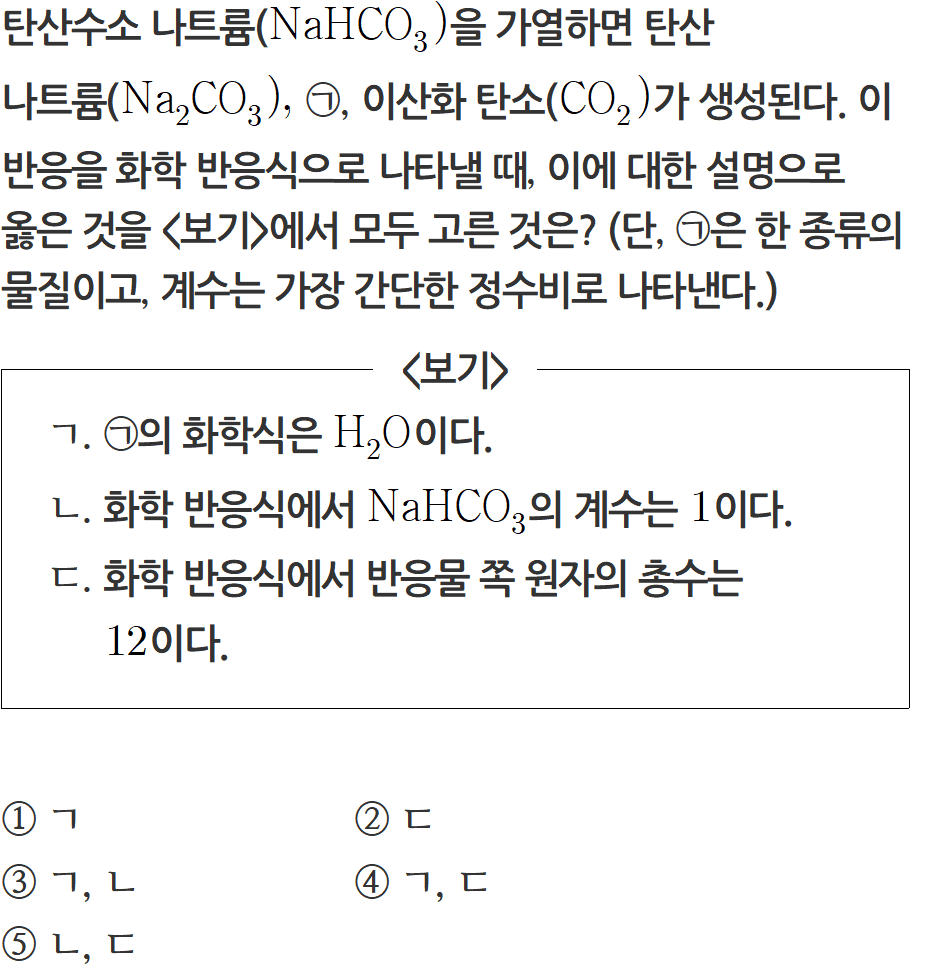 탄산수소 나트륨(NaHCO₃)을 가열하면 탄산
나트륨(Na₂CO₃), ㉠, 이산화 탄소(CO₂)가 생성된다. 이
반응을 화학 반응식으로 나타낼 때, 이에 대한 설명으로
옳은 것을 <보기>에서 모두 고른 것은? (단, ㉠은 한 종류의
물질이고, 계수는 가장 간단한 정수비로 나타낸다.)
<보기>
ㄱ. ㉠의 화학식은 H₂O이다.
ㄴ. 화학 반응식에서 NaHCO₃의 계수는 1이다.
ㄷ. 화학 반응식에서 반응물 쪽 원자의 총수는
12이다.
① ㄱ ② ㄷ
③ ㄱ, ㄴ ④ ㄱ, ㄷ
⑤ ㄴ, ㄷ